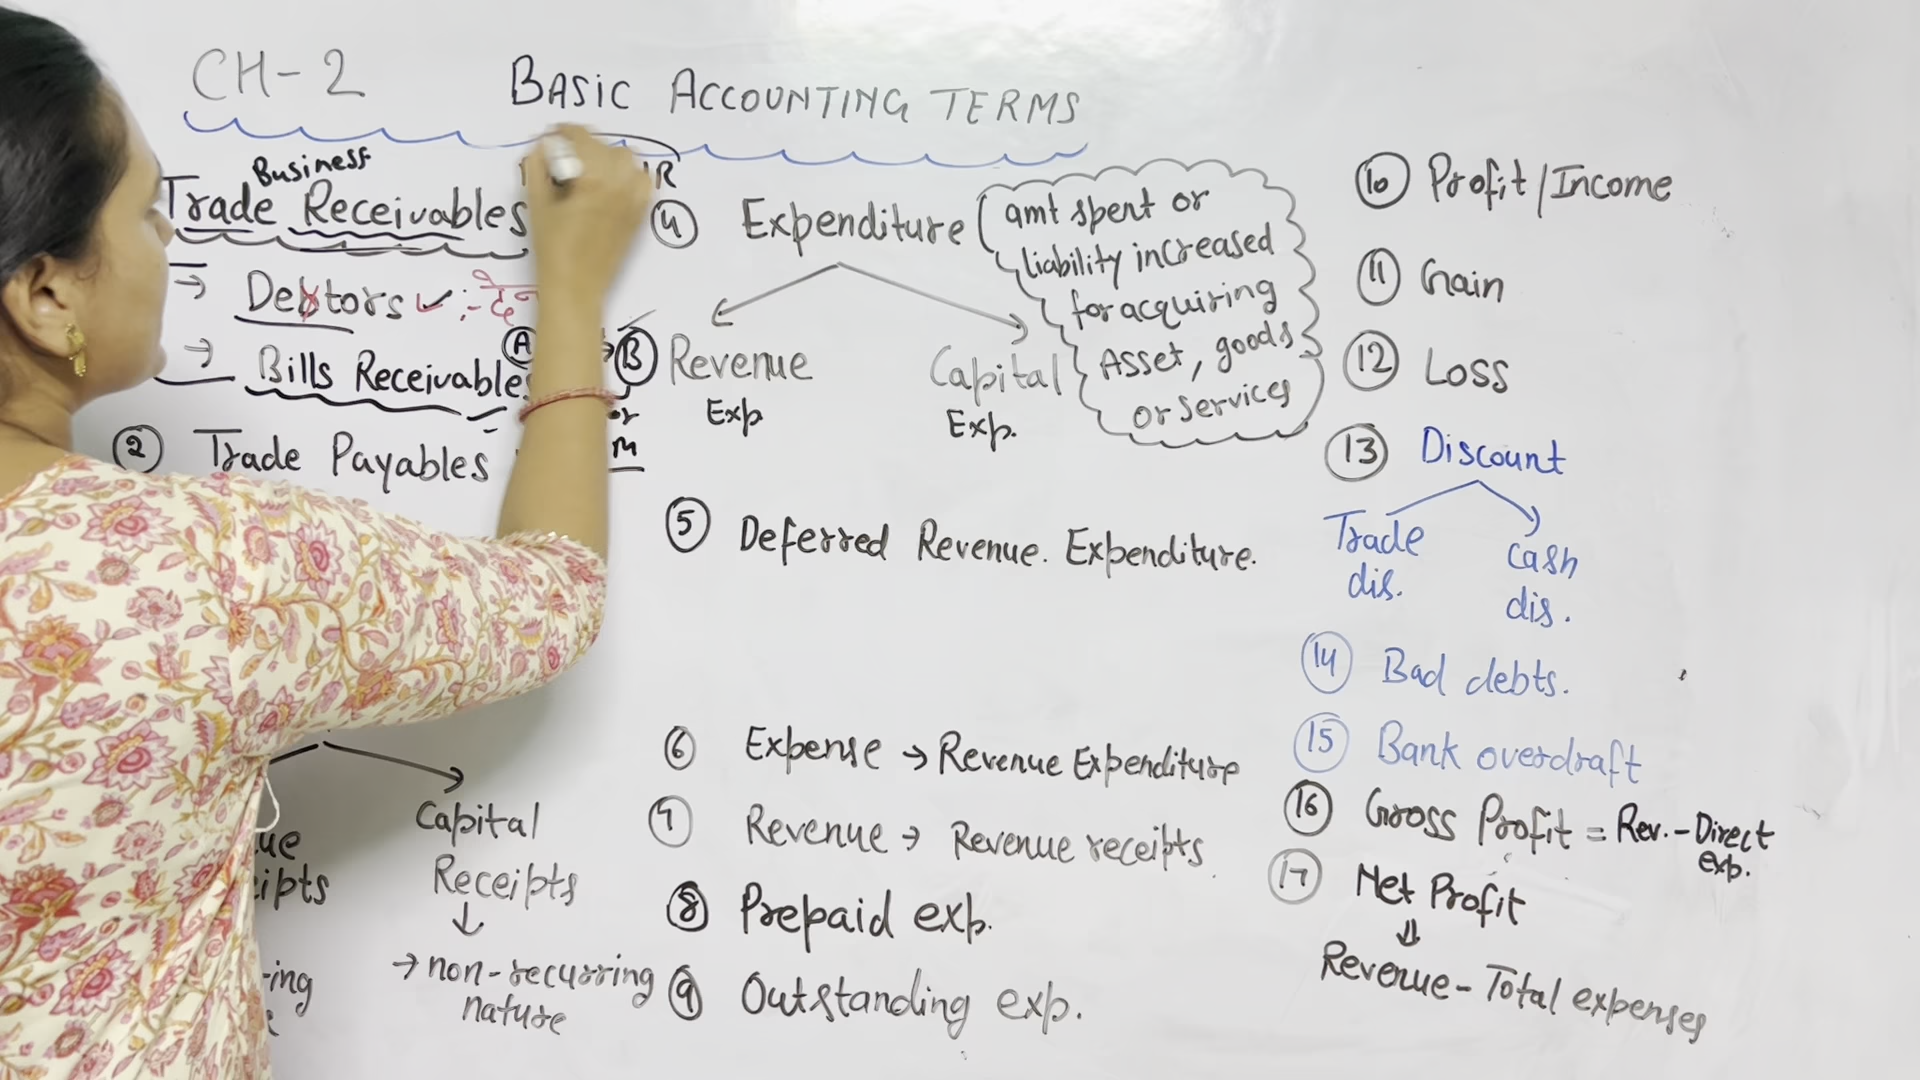 CH-2 BASIC ACCOUNTING TERMS
Business
Trade Receivables
→ Debtors ✓ :-
→ Bills Receivables
A
B
or
M
② Trade Payables
Capital
Receipts
↓
→ non-recurring
nature
④ Expenditure
amt spent or
liability increased
for acquiring
Asset, goods
or services
Revenue
Exp
Capital
Exp.
⑤ Deferred Revenue. Expenditure.
⑥ Expense → Revenue Expenditure
7 Revenue → Revenue receipts.
⑧ Prepaid exp.
⑨ Outstanding exp.
⑩ Profit/Income
⑪ Gain
⑫ Loss
⑬ Discount
Trade
dis.
Cash
dis.
⑭ Bad debts.
⑮ Bank overdraft
⑯ Gross Profit = Rev. - Direct
exp.
⑰ Net Profit
⇓
Revenue - Total expenses